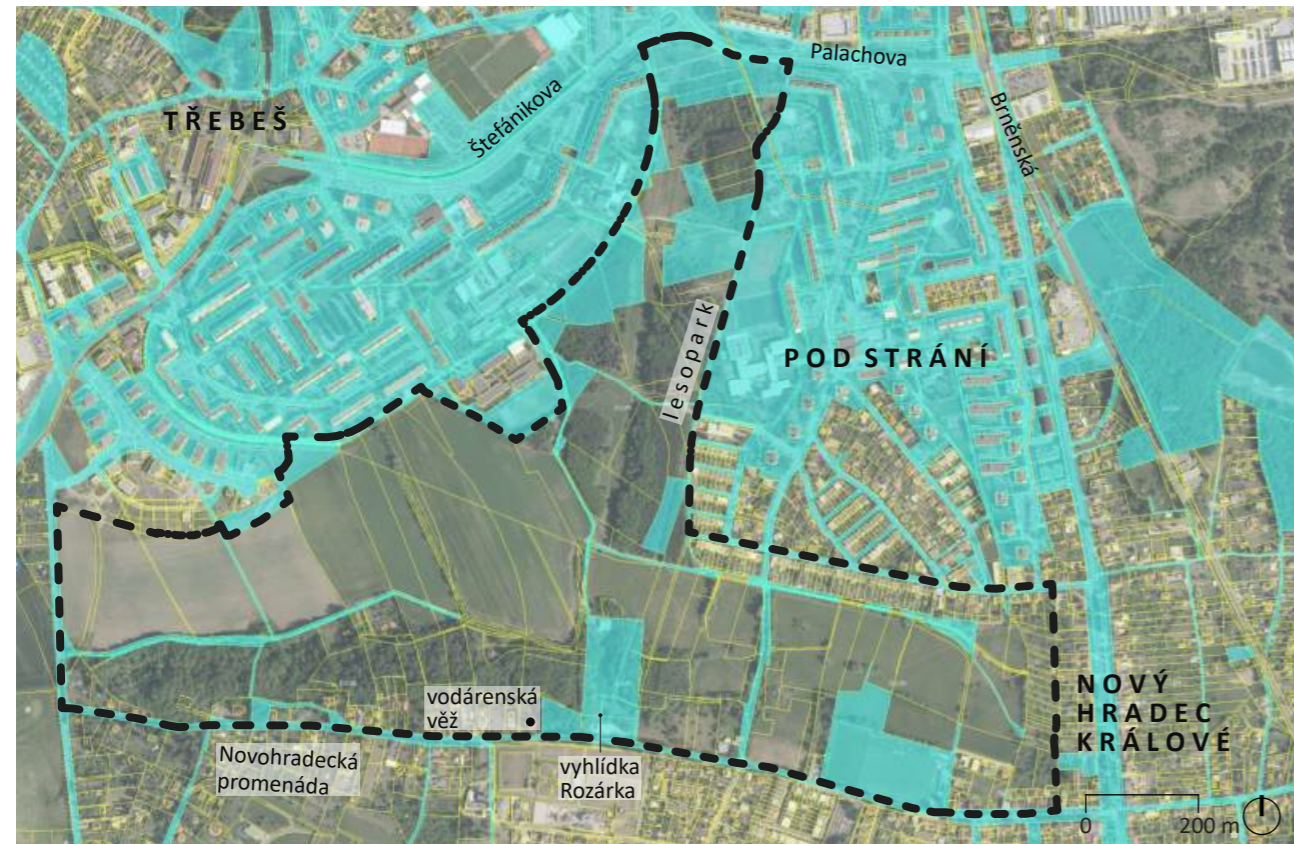 Palachova
TŘEBEŠ
Štefánikova
Brněnská
lesopark
POD STRÁNÍ
vodárenská
věž
Novohradecká
promenáda
vyhlídka
Rozárka
NOVÝ
HRADEC
KRÁLOVÉ
0 200 m